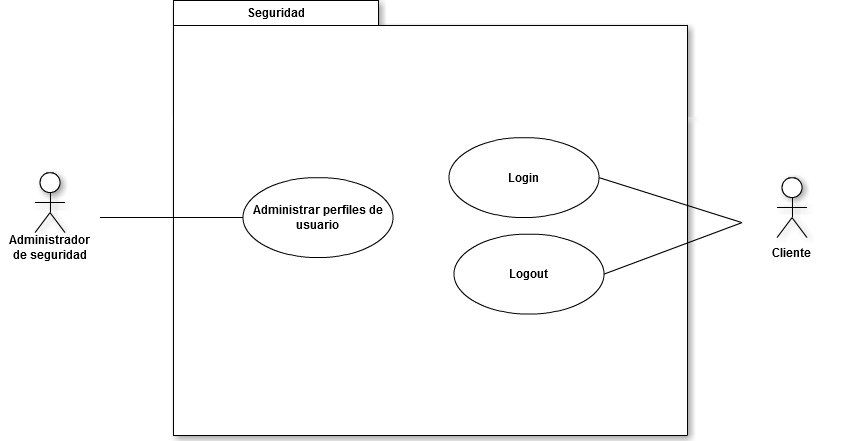 Seguridad
Login
Administrar perfiles de
usuario
Administrador
de seguridad
Cliente
Logout